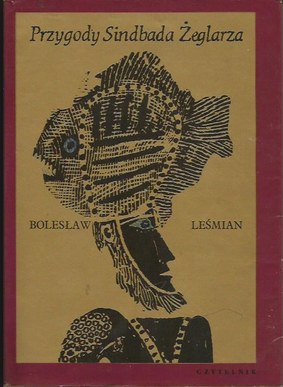 Przygody Sindbada Żeglarza
BOLESŁAW LEŚMIAN
CZYTELNIK